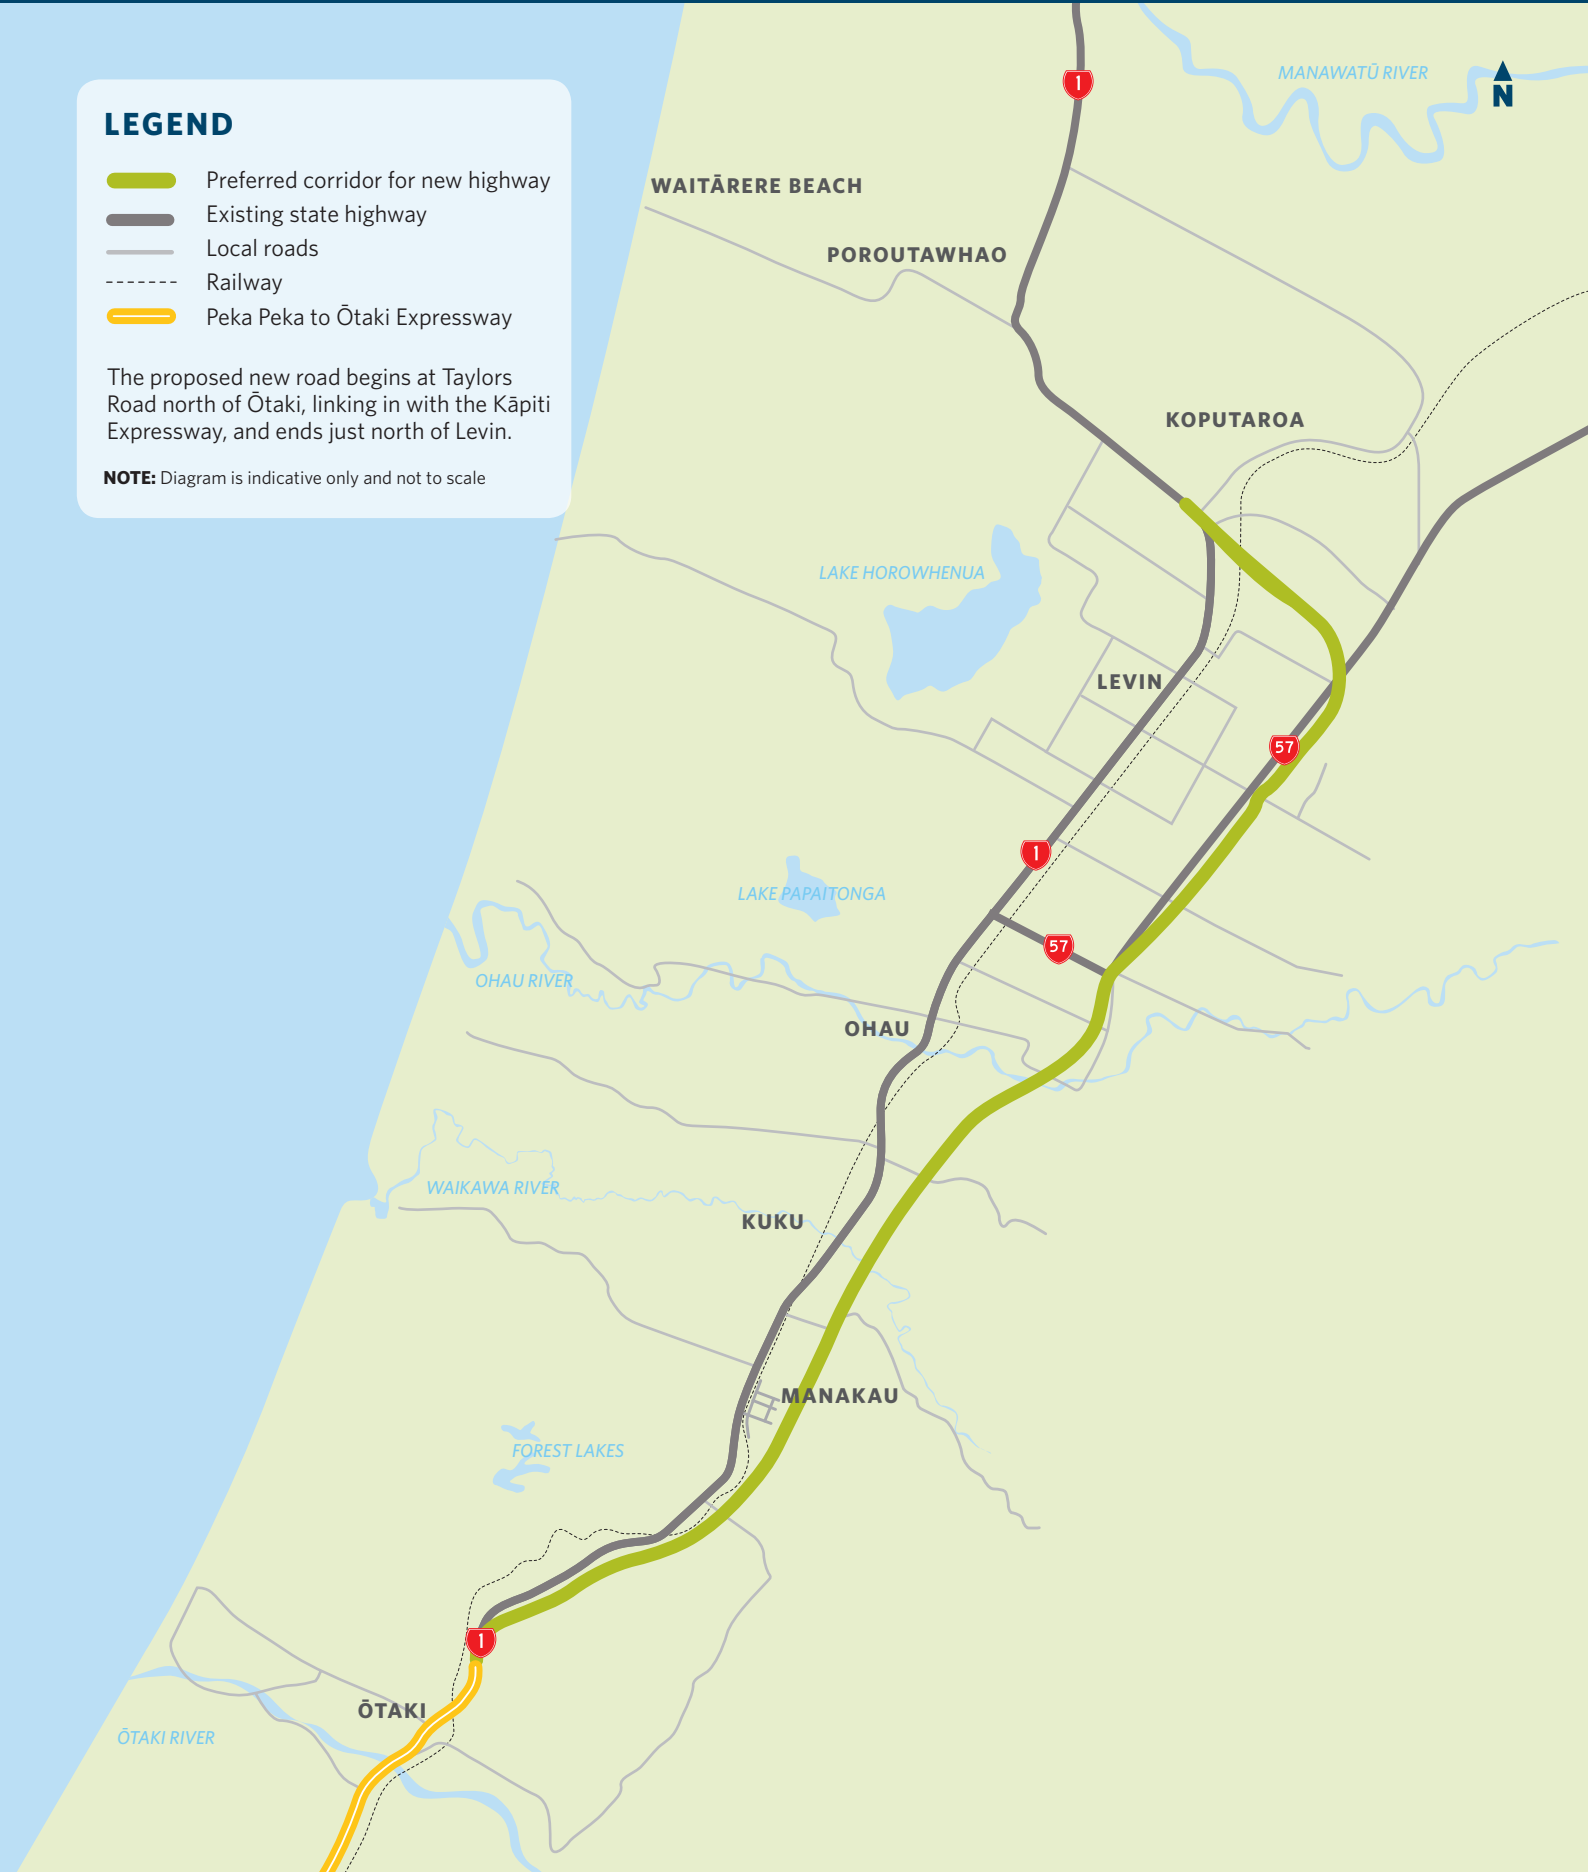 LEGEND
Preferred corridor for new highway
Existing state highway
Local roads
Railway
Peka Peka to Ōtaki Expressway
The proposed new road begins at Taylors
Road north of Ōtaki, linking in with the Kāpiti
Expressway, and ends just north of Levin.
NOTE: Diagram is indicative only and not to scale
1
MANAWATŪ RIVER
N
WAITĀRERE BEACH
POROUTAWHAO
KOPUTAROA
LAKE HOROWHENUA
LEVIN
57
1
LAKE PAPAITONGA
57
OHAU RIVER
OHAU
WAIKAWA RIVER
KUKU
MANAKAU
FOREST LAKES
1
ŌTAKI
ŌTAKI RIVER